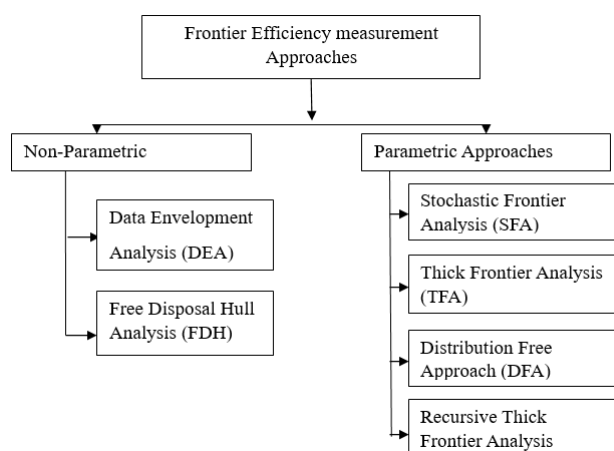 Frontier Efficiency measurement
Approaches
Non-Parametric
Parametric Approaches
Data Envelopment
Analysis (DEA)
Free Disposal Hull
Analysis (FDH)
Stochastic Frontier
Analysis (SFA)
Thick Frontier Analysis
(TFA)
Distribution Free
Approach (DFA)
Recursive Thick
Frontier Analysis